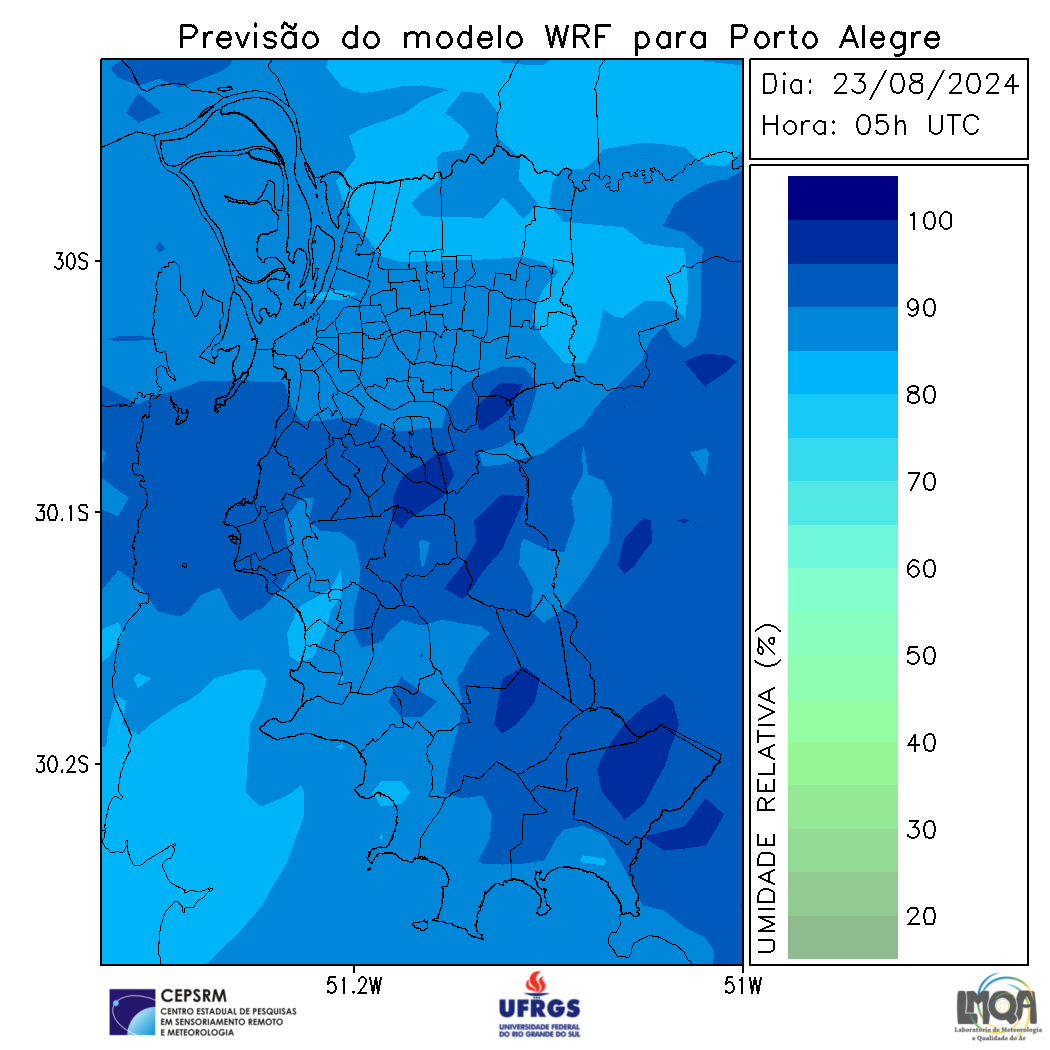 Previsão do modelo WRF para Porto Alegre
Dia: 23/08/2024
Hora: 05h UTC
30S
30.1S
30.2S
51.2W
51W
100
90
80
70
60
50
40
30
20
UMIDADE RELATIVA (%)
CEPSRM
CENTRO ESTADUAL DE PESQUISAS
EM SENSORIAMENTO REMOTO
E METEOROLOGIA
UFRGS
UNIVERSIDADE FEDERAL
DO RIO GRANDE DO SUL
LMQA
Laboratório de Meteorologia
e Qualidade do Ar